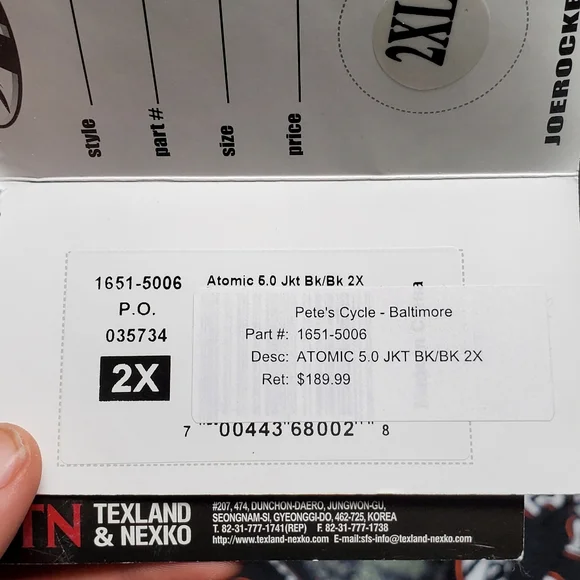 2XL
JOEROCKE
style
part #
size
price
1651-5006
P.O.
035734
2X
Atomic 5.0 Jkt Bk/Bk 2X
Pete's Cycle - Baltimore
Part #: 1651-5006
Desc: ATOMIC 5.0 JKT BK/BK 2X
Ret: $189.99
7 00443 68002 8
TN TEXLAND
& NEXKO
#207, 474, DUNCHON-DAERO, JUNGWON-GU,
SEONGNAM-SI, GYEONGGI-DO, 462-725, KOREA
T. 82-31-777-1741(REP) F. 82-31-777-1738
http://www.texland-nexko.com E-mail:sfs-info@texland-nexko.com